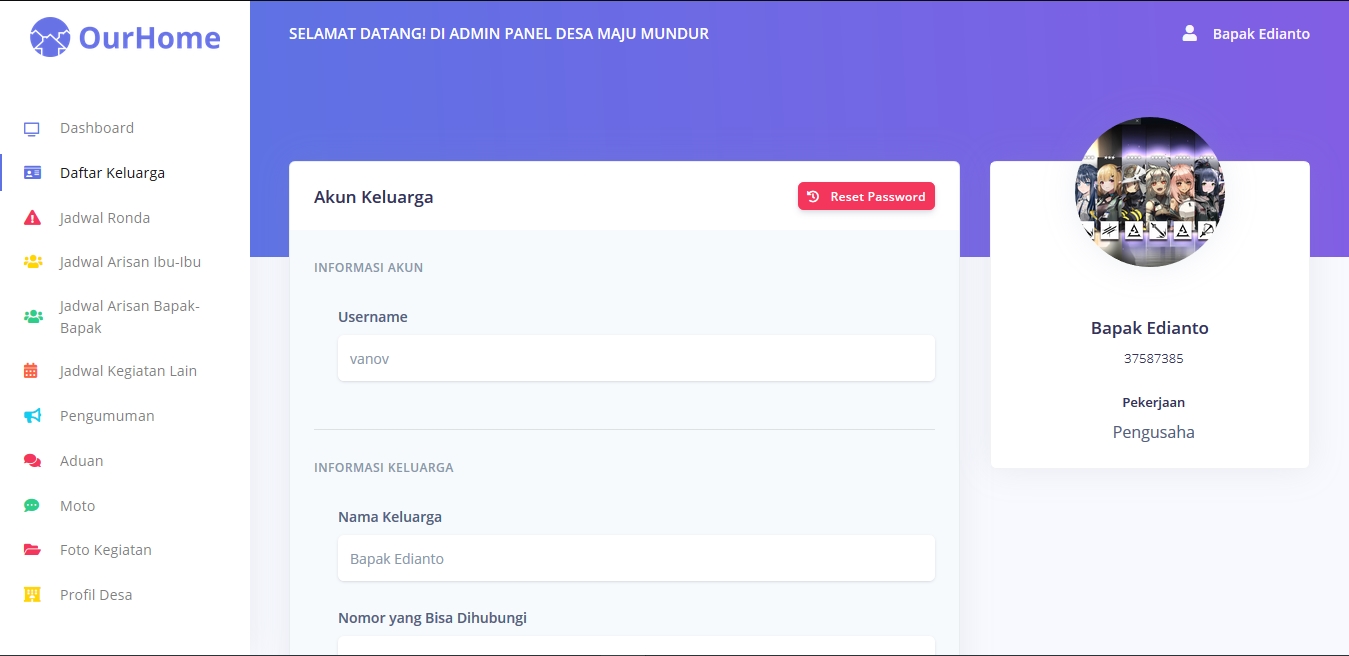 OurHome
SELAMAT DATANG! DI ADMIN PANEL DESA MAJU MUNDUR
Bapak Edianto
Dashboard
Daftar Keluarga
Jadwal Ronda
Jadwal Arisan Ibu-Ibu
Jadwal Arisan Bapak-
Bapak
Jadwal Kegiatan Lain
Pengumuman
Aduan
Moto
Foto Kegiatan
Profil Desa
Akun Keluarga
Reset Password
INFORMASI AKUN
Username
vanov
INFORMASI KELUARGA
Nama Keluarga
Bapak Edianto
Nomor yang Bisa Dihubungi
Bapak Edianto
37587385
Pekerjaan
Pengusaha